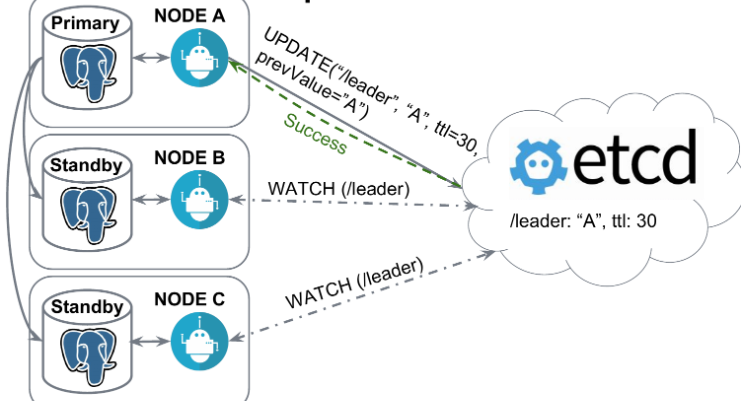 Primary
NODE A
UPDATE("/leader", "A", ttl=30,
prevValue="A")
Success
Standby
NODE B
WATCH (/leader)
etcd
/leader: "A", ttl: 30
Standby
NODE C
WATCH (/leader)